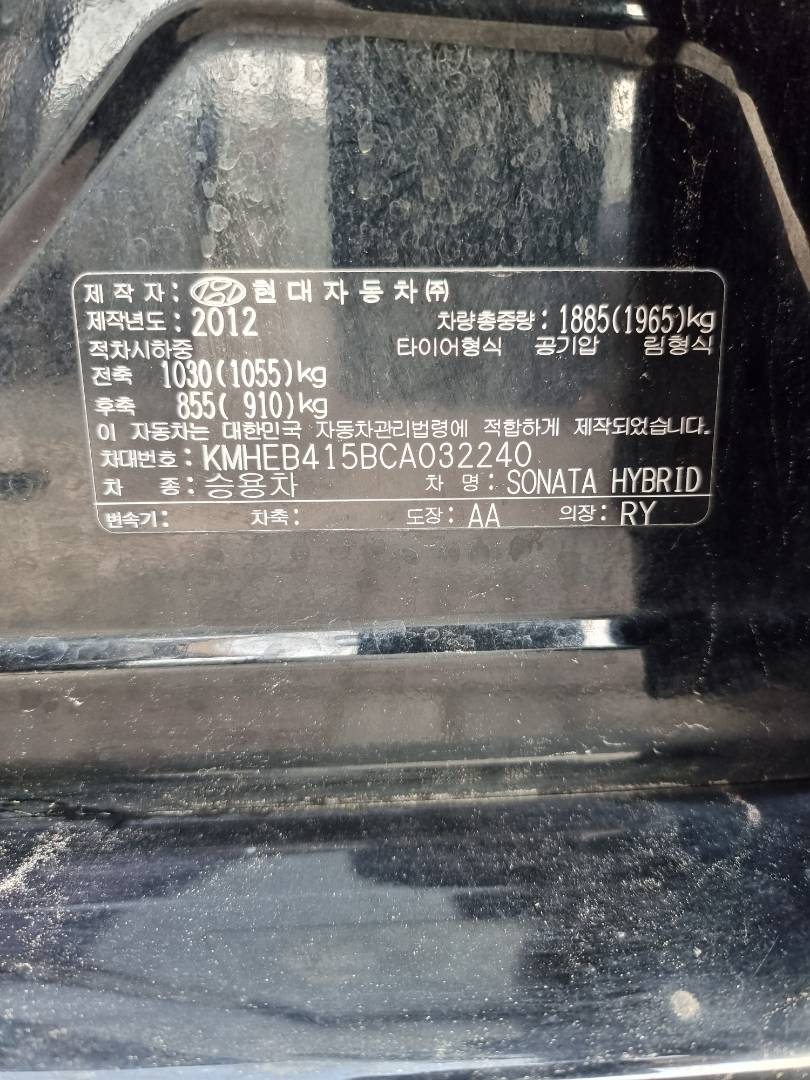 제작자: 현대자동차㈜
제작년도: 2012 차량총중량: 1885(1965)kg
적차시하중 타이어형식 공기압 림형식
전축 1030(1055)kg
후축 855( 910)kg
이 자동차는 대한민국 자동차관리법령에 적합하게 제작되었습니다.
차대번호: KMHEB415BCA032240
차 종: 승용차 차 명: SONATA HYBRID
변속기: 차축: 도장: AA 의장: RY